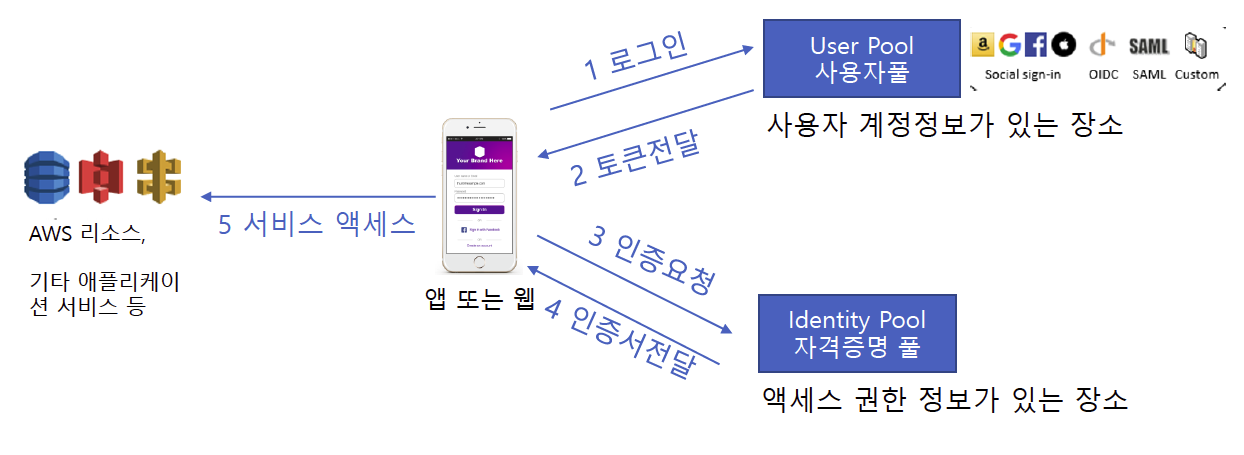 1 로그인
User Pool
사용자풀
a
G
f
SAML
Social sign-in
OIDC
SAML
Custom
사용자 계정정보가 있는 장소
2 토큰전달
Your Brand Here
Sign in
Sign in with Facebook
5 서비스 액세스
AWS 리소스,
기타 애플리케이
션 서비스 등
앱 또는 웹
3 인증요청
4 인증서전달
Identity Pool
자격증명 풀
액세스 권한 정보가 있는 장소